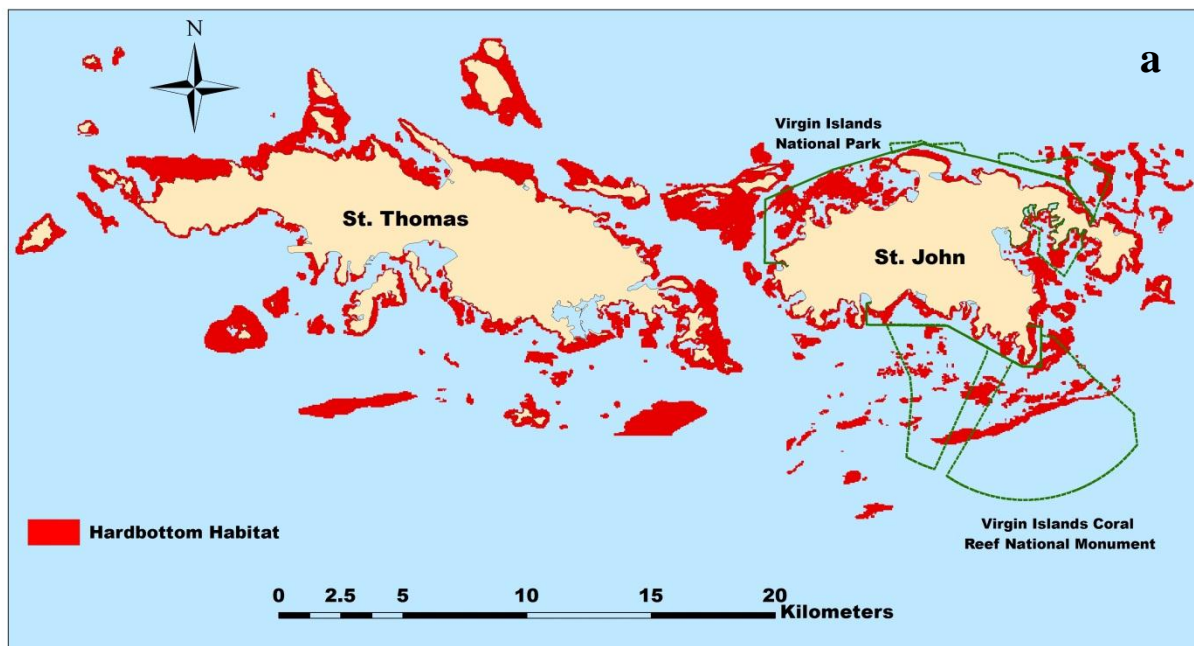 N
a
Virgin Islands
National Park
St. Thomas
St. John
Hardbottom Habitat
Virgin Islands Coral
Reef National Monument
0 2.5 5 10 15 20
Kilometers